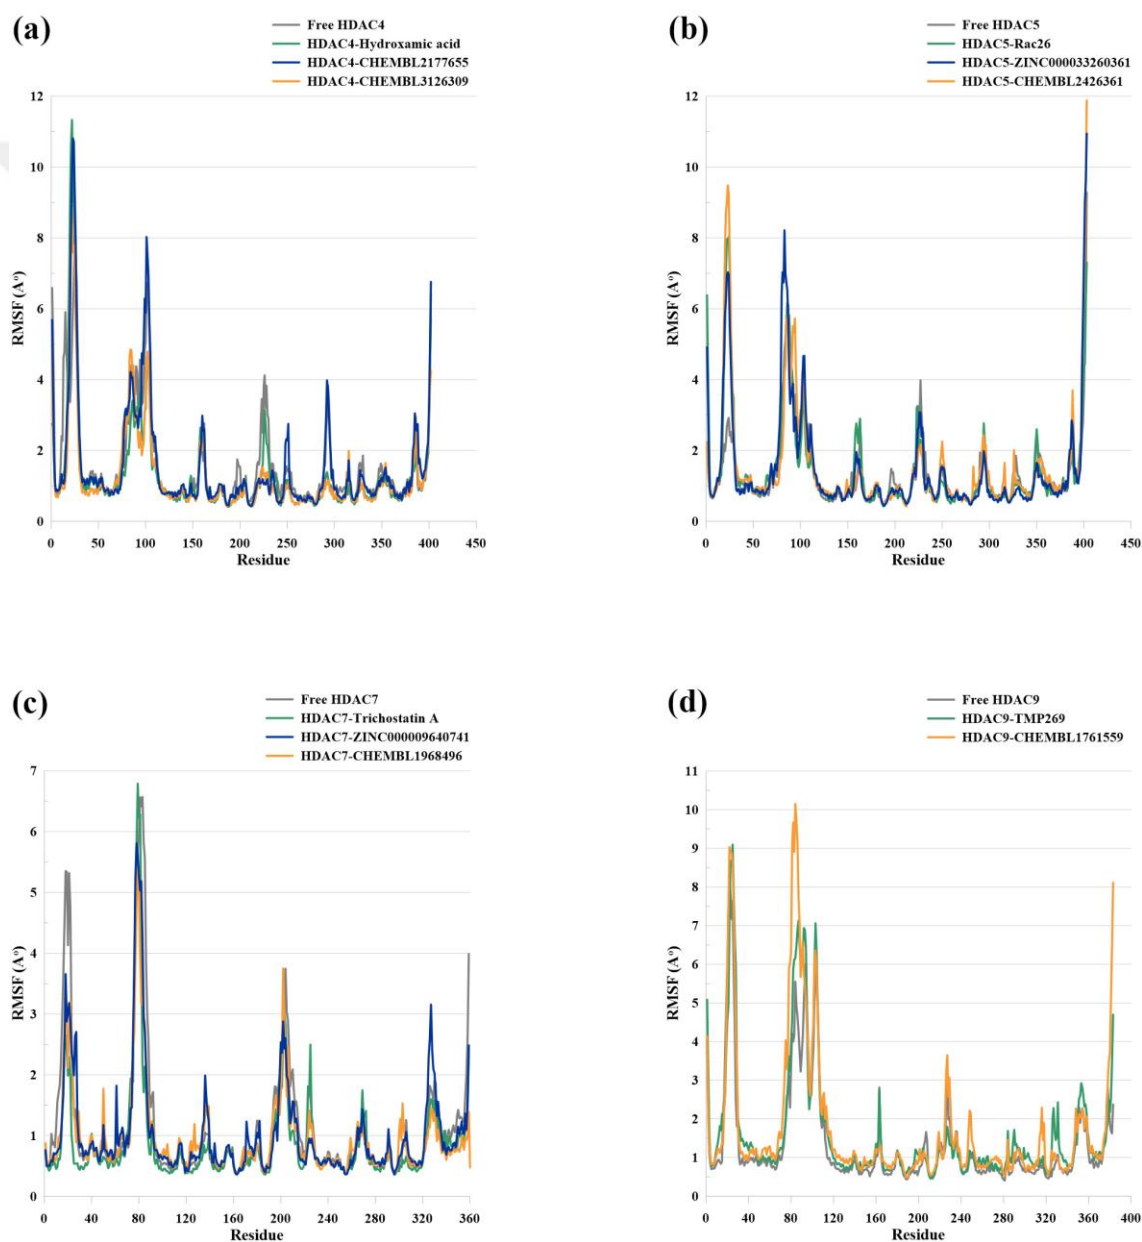 (a)
Free HDAC4
HDAC4-Hydroxamic acid
HDAC4-CHEMBL2177655
HDAC4-CHEMBL3126309
12
10
8
6
4
2
0
RMSF (A°)
0 50 100 150 200 250 300 350 400 450
Residue
(b)
Free HDAC5
HDAC5-Rac26
HDAC5-ZINC000033260361
HDAC5-CHEMBL2426361
12
10
8
6
4
2
0
RMSF (A°)
0 50 100 150 200 250 300 350 400 450
Residue
(c)
Free HDAC7
HDAC7-Trichostatin A
HDAC7-ZINC000009640741
HDAC7-CHEMBL1968496
7
6
5
4
3
2
1
0
RMSF (A°)
0 40 80 120 160 200 240 280 320 360
Residue
(d)
Free HDAC9
HDAC9-TMP269
HDAC9-CHEMBL1761559
11
10
9
8
7
6
5
4
3
2
1
0
RMSF (A°)
0 40 80 120 160 200 240 280 320 360 400
Residue